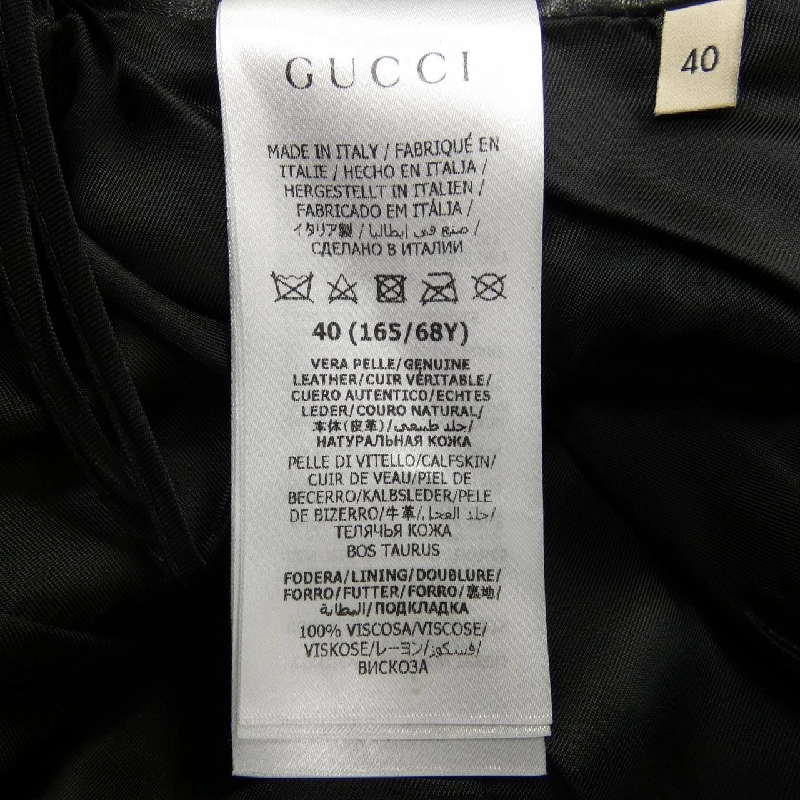 GUCCI
40
MADE IN ITALY / FABRIQUÉ EN
ITALIE / HECHO EN ITALIA /
HERGESTELLT IN ITALIEN /
FABRICADO EM ITÁLIA /
イタリア製 / صنع في إيطاليا /
СДЕЛАНО В ИТАЛИИ
40 (165/68Y)
VERA PELLE/GENUINE
LEATHER/CUIR VÉRITABLE/
CUERO AUTENTICO/ECHTES
LEDER/COURO NATURAL/
本体(皮革)/جلد طبيعي/
НАТУРАЛЬНАЯ КОЖА
PELLE DI VITELLO/CALFSKIN/
CUIR DE VEAU/PIEL DE
BECERRO/KALBSLEDER/PELE
DE BIZERRO/牛革/جلد العجل/
ТЕЛЯЧЬЯ КОЖА
BOS TAURUS
FODERA/LINING/DOUBLURE/
FORRO/FUTTER/FORRO/裏地/
البطانة/ПОДКЛАДКА
100% VISCOSA/VISCOSE/
VISKOSE/レーヨン/فسكوز/
ВИСКОЗА